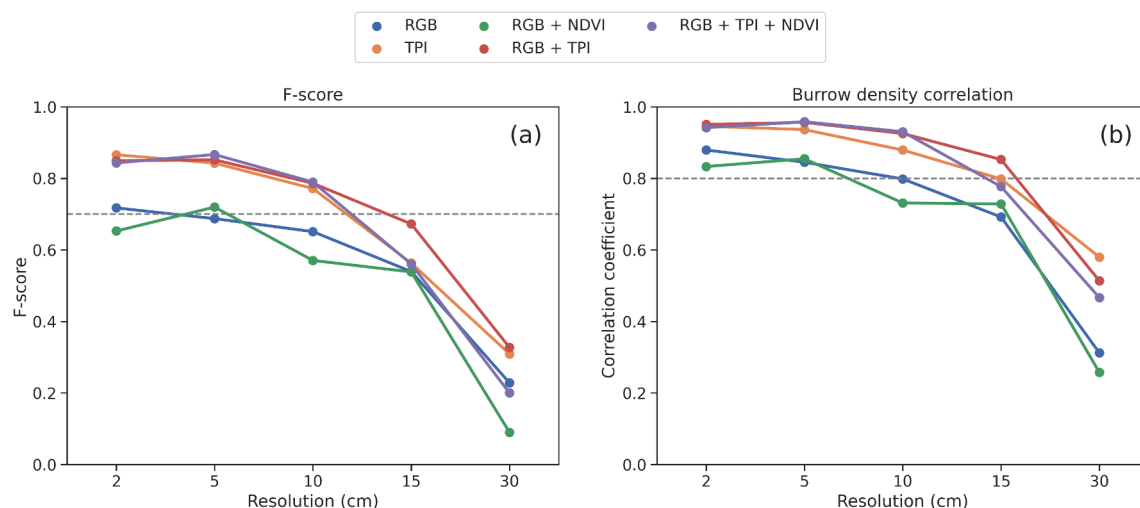 RGB
RGB + NDVI
RGB + TPI + NDVI
TPI
RGB + TPI
F-score
(a)
1.0
0.8
0.6
0.4
0.2
0.0
F-score
2 5 10 15 30
Resolution (cm)
Burrow density correlation
(b)
1.0
0.8
0.6
0.4
0.2
0.0
Correlation coefficient
2 5 10 15 30
Resolution (cm)